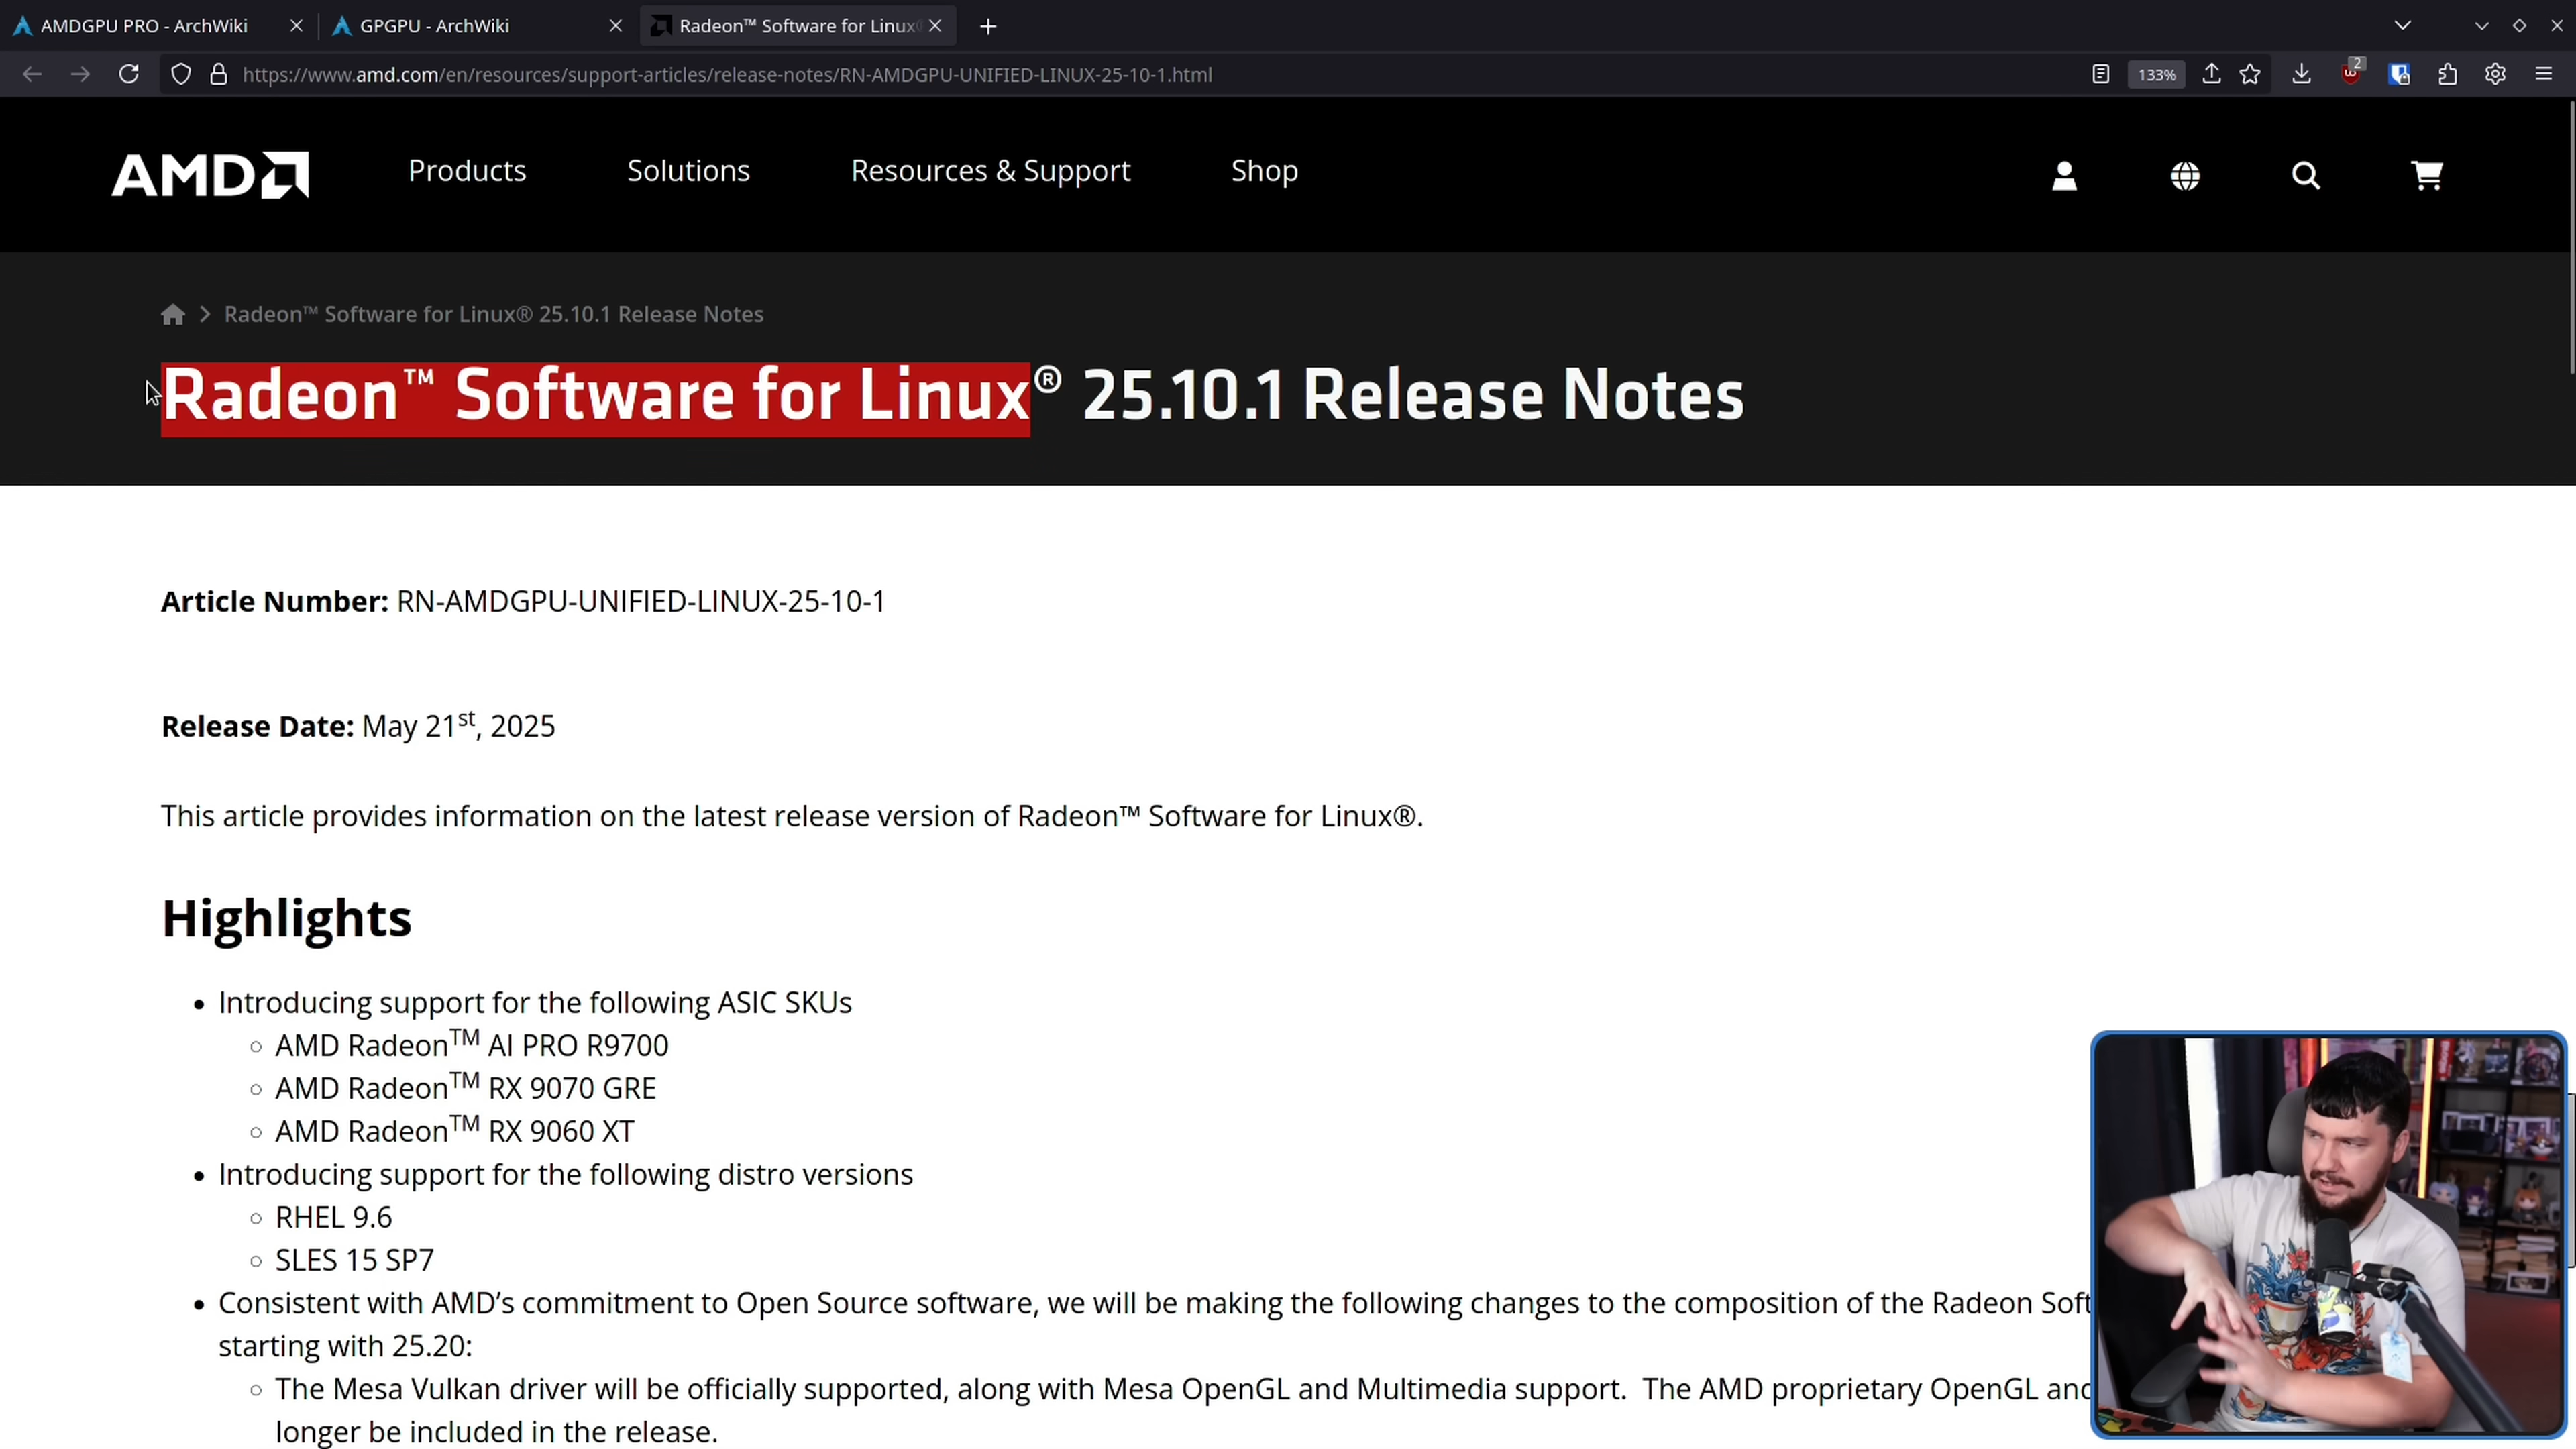 AMDGPU PRO - ArchWiki
GPGPU - ArchWiki
Radeon™ Software for Linux
https://www.amd.com/en/resources/support-articles/release-notes/RN-AMDGPU-UNIFIED-LINUX-25-10-1.html
133%
2
AMD
Products
Solutions
Resources & Support
Shop
Radeon™ Software for Linux® 25.10.1 Release Notes
Radeon™ Software for Linux® 25.10.1 Release Notes
Article Number: RN-AMDGPU-UNIFIED-LINUX-25-10-1
Release Date: May 21st, 2025
This article provides information on the latest release version of Radeon™ Software for Linux®.
Highlights
Introducing support for the following ASIC SKUs
AMD Radeon™ AI PRO R9700
AMD Radeon™ RX 9070 GRE
AMD Radeon™ RX 9060 XT
Introducing support for the following distro versions
RHEL 9.6
SLES 15 SP7
Consistent with AMD’s commitment to Open Source software, we will be making the following changes to the composition of the Radeon
starting with 25.20:
The Mesa Vulkan driver will be officially supported, along with Mesa OpenGL and Multimedia support. The AMD proprietary OpenGL
longer be included in the release.